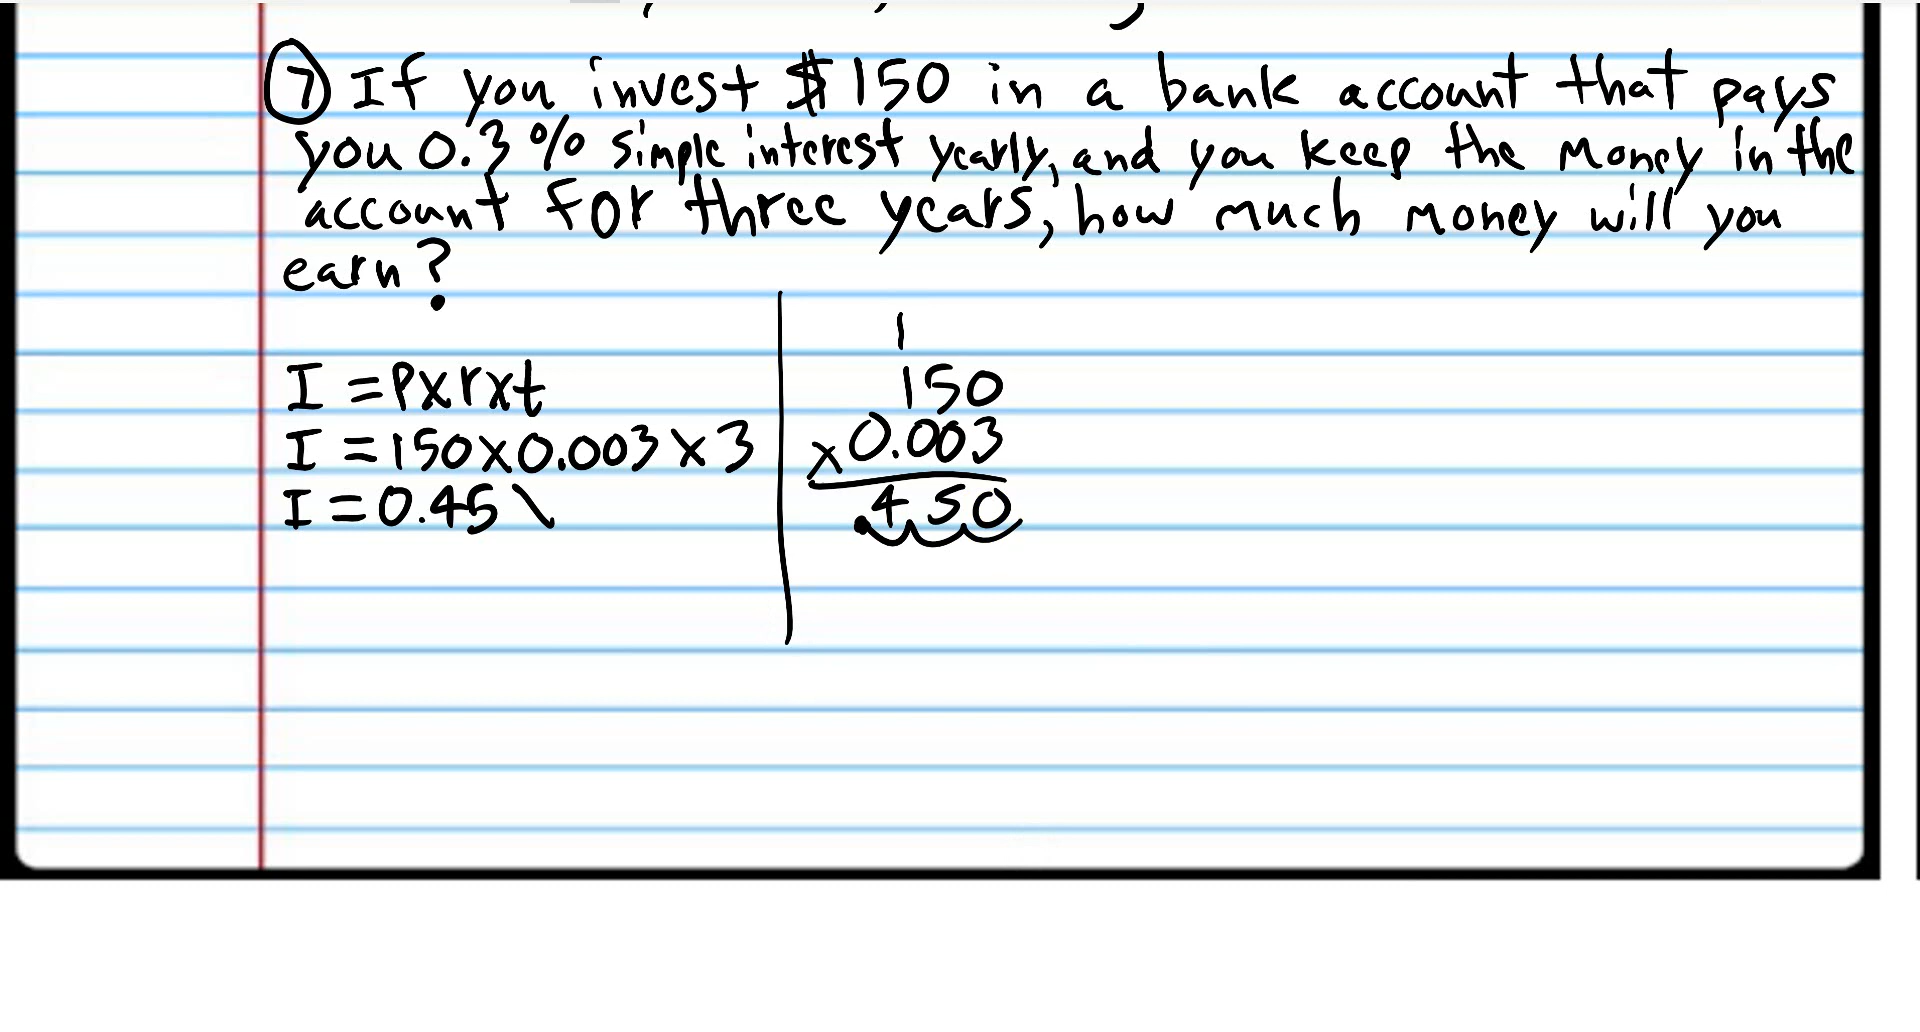 ⑦ If you invest $150 in a bank account that pays
you 0.3% simple interest yearly, and you keep the money in the
account for three years, how much money will you
earn?
I = P×r×t
I = 150×0.003×3
I = 0.45 \
1
150
×0.003
.450